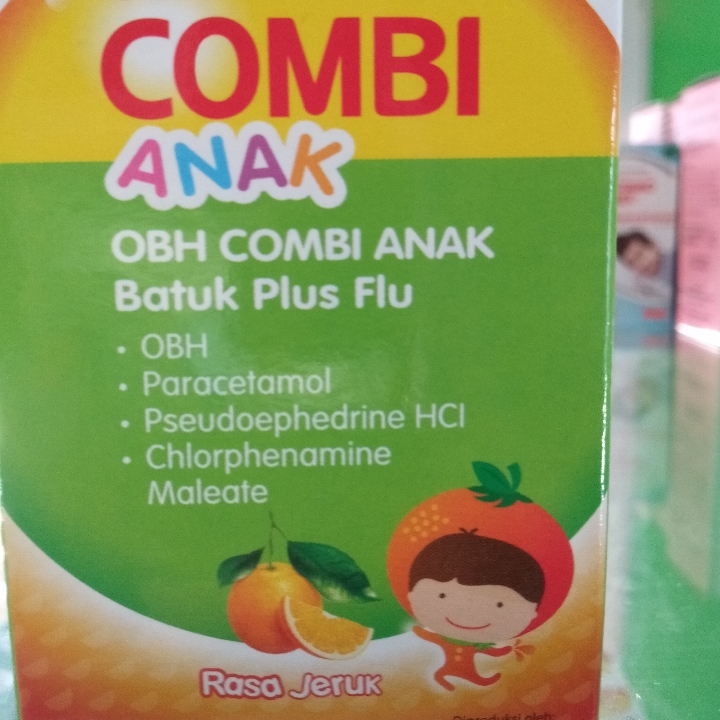 COMBI
ANAK
OBH COMBI ANAK
Batuk Plus Flu
• OBH
• Paracetamol
• Pseudoephedrine HCl
• Chlorphenamine
Maleate
Rasa Jeruk